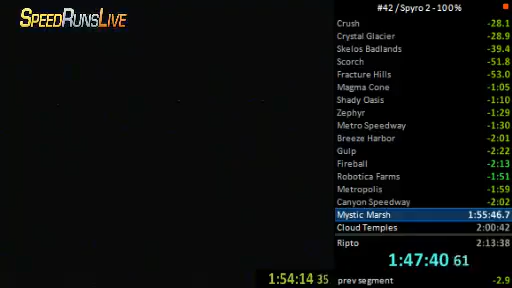 SPEEDRUNSLIVE
#42 / Spyro 2 - 100%
Crush -28.1
Crystal Glacier -28.9
Skelos Badlands -39.4
Scorch -51.8
Fracture Hills -53.0
Magma Cone -1:05
Shady Oasis -1:10
Zephyr -1:29
Metro Speedway -1:30
Breeze Harbor -2:01
Gulp -2:22
Fireball -2:13
Robotica Farms -1:51
Metropolis -1:59
Canyon Speedway -2:02
Mystic Marsh 1:55:46.7
Cloud Temples 2:00:42
Ripto 2:13:38
1:47:40 61
1:54:14 35
prev segment -2.9